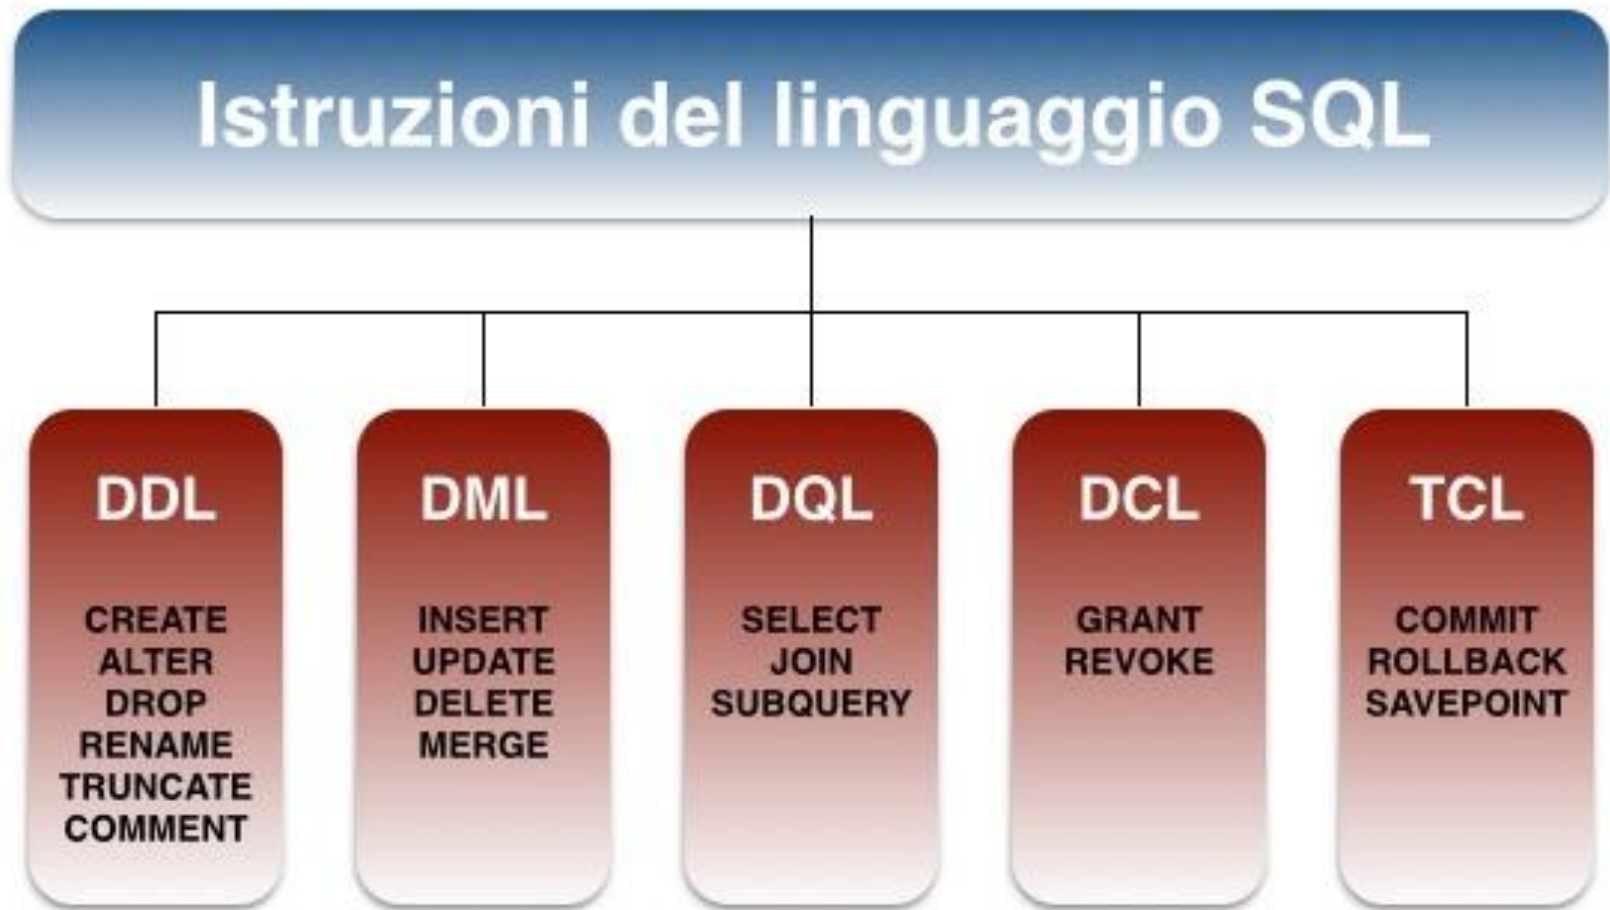 Istruzioni del linguaggio SQL
DDL
CREATE
ALTER
DROP
RENAME
TRUNCATE
COMMENT
DML
INSERT
UPDATE
DELETE
MERGE
DQL
SELECT
JOIN
SUBQUERY
DCL
GRANT
REVOKE
TCL
COMMIT
ROLLBACK
SAVEPOINT